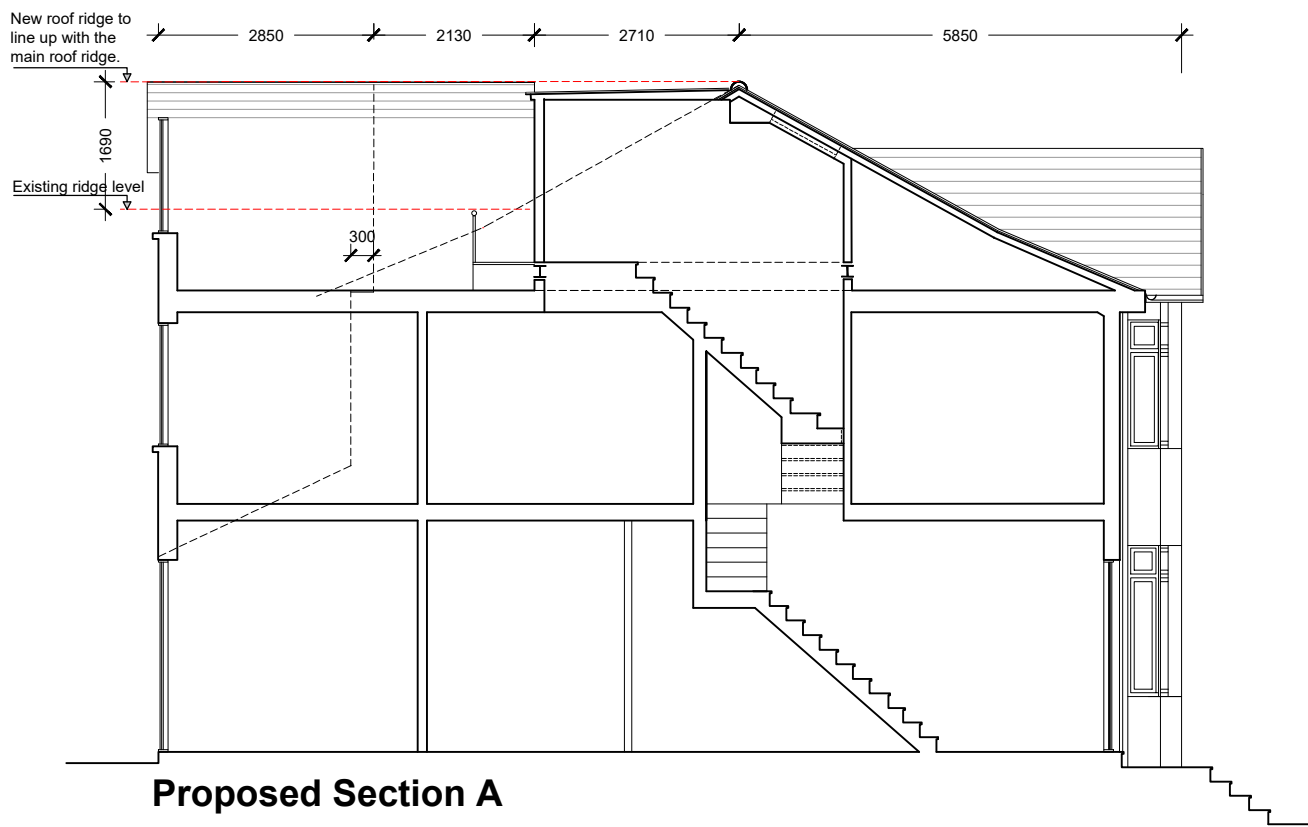 New roof ridge to
line up with the
main roof ridge.
2850
2130
2710
5850
1690
Existing ridge level
300
Proposed Section A